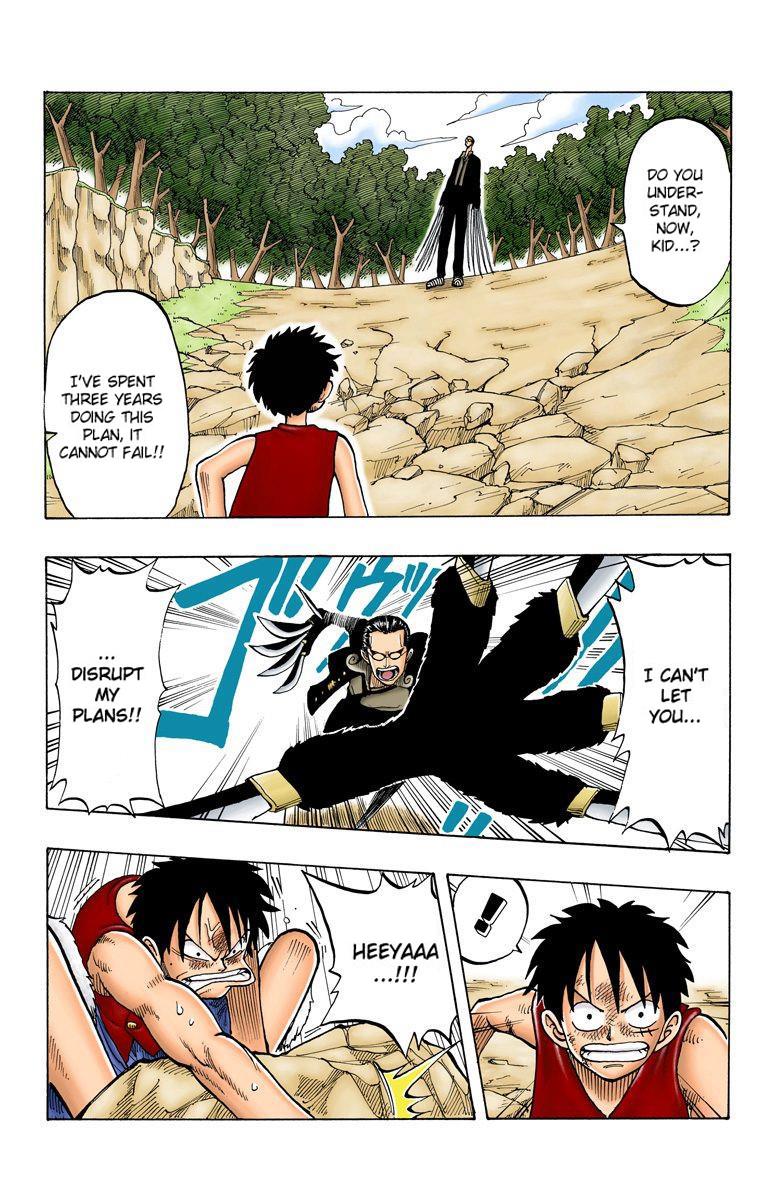 DO YOU
UNDER-
STAND,
NOW,
KID...?
I'VE SPENT
THREE YEARS
DOING THIS
PLAN, IT
CANNOT FAIL!!
I CAN'T
LET
YOU...
...
DISRUPT
MY
PLANS!!
!!
HEEYAAA
...!!!